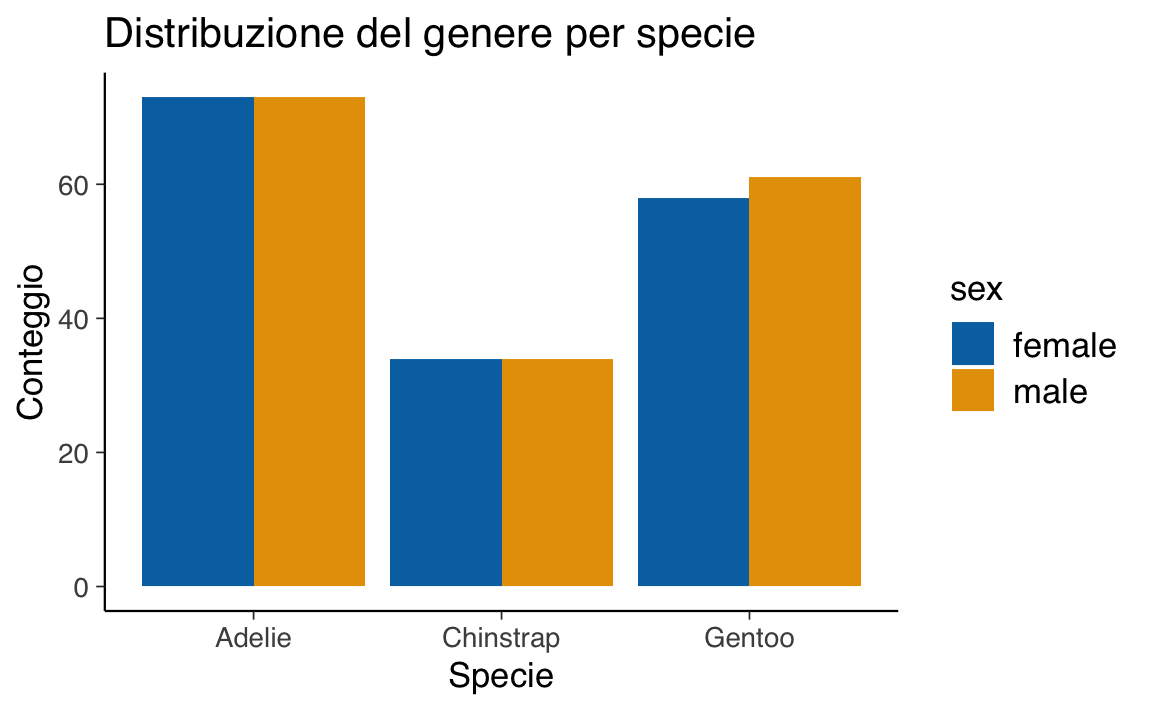 Distribuzione del genere per specie
Conteggio
60
40
20
0
Adelie Chinstrap Gentoo
Specie
sex
female
male